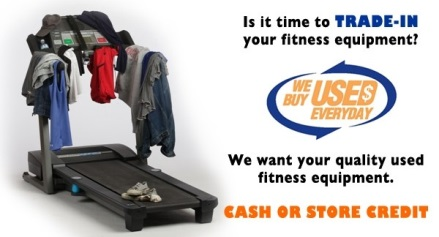 Is it time to TRADE-IN
your fitness equipment?
WE
BUY USED$
EVERYDAY
We want your quality used
fitness equipment.
CASH OR STORE CREDIT